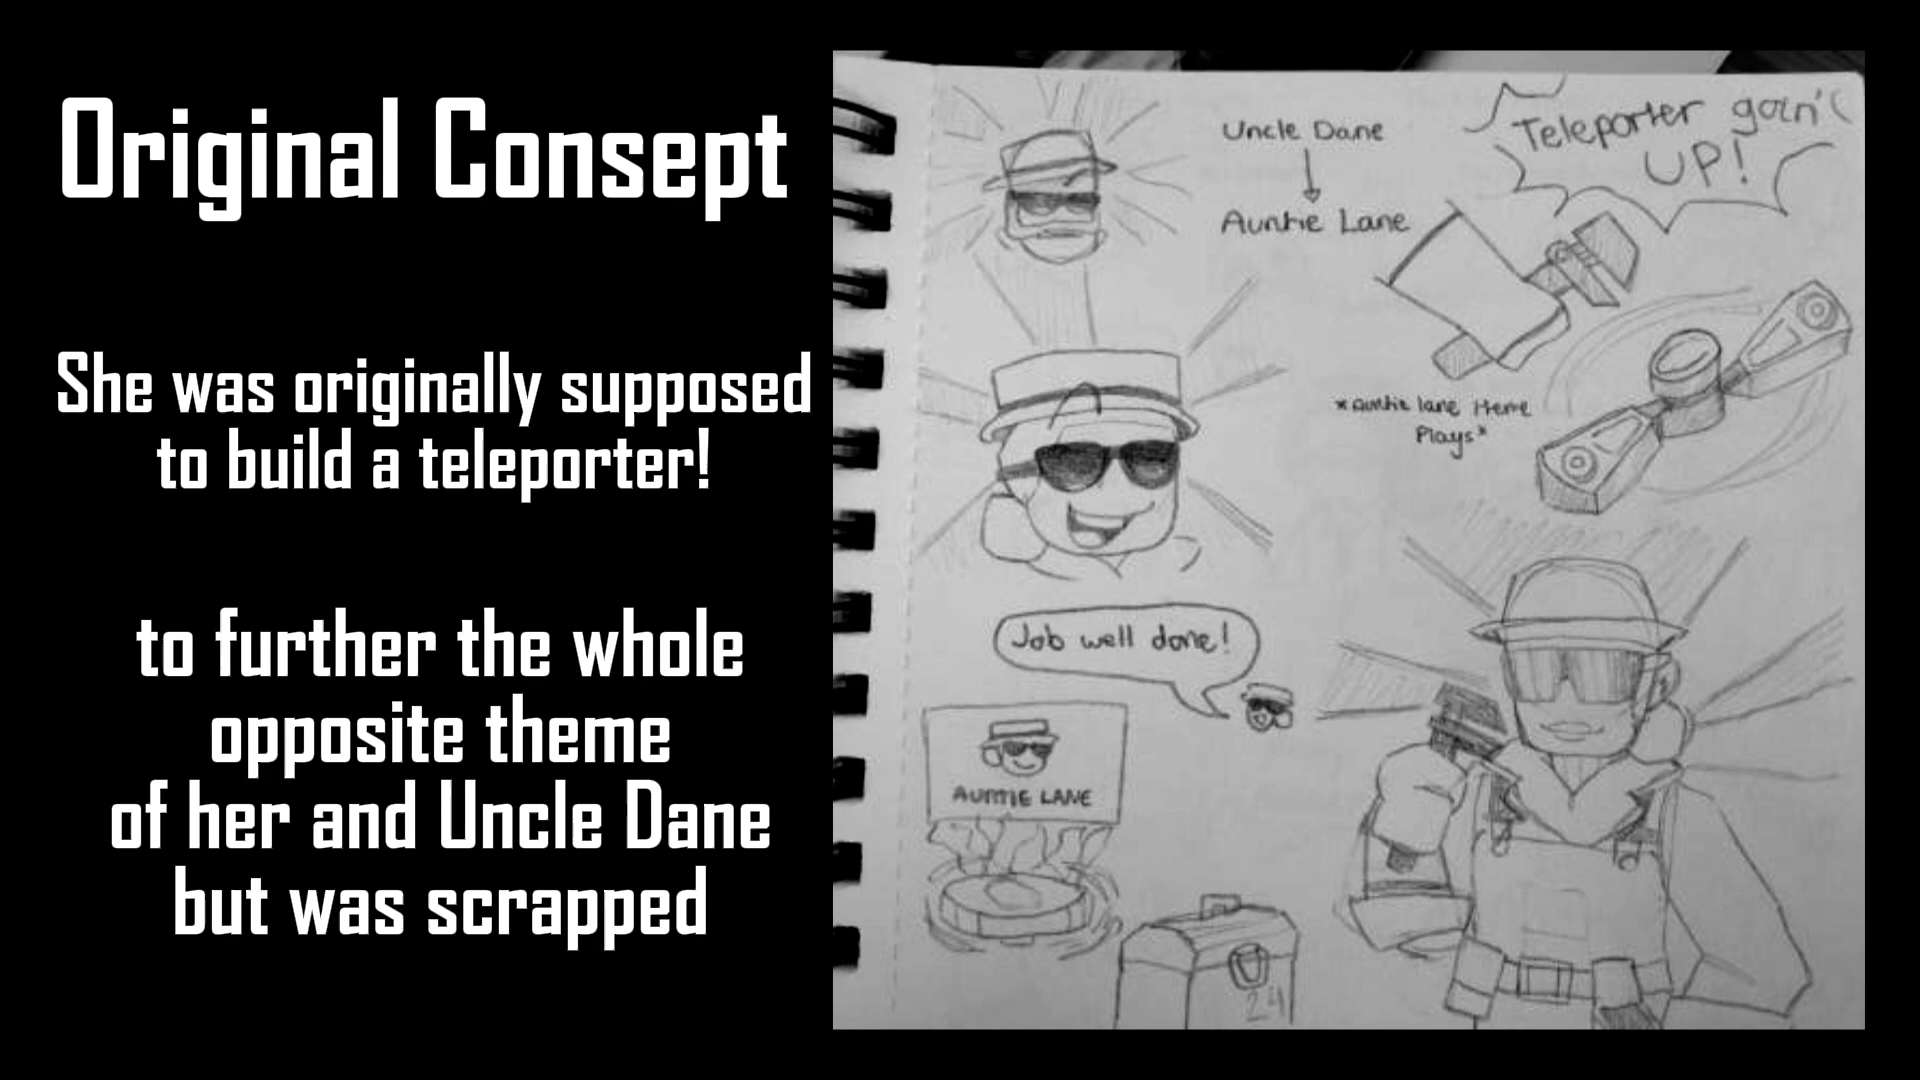 Original Consept
She was originally supposed
to build a teleporter!
to further the whole
opposite theme
of her and Uncle Dane
but was scrapped
Uncle Dane
Auntie Lane
Teleporter goin'
UP!
*Auntie lane theme
Plays*
Job well done!
AUNTIE LANE
24